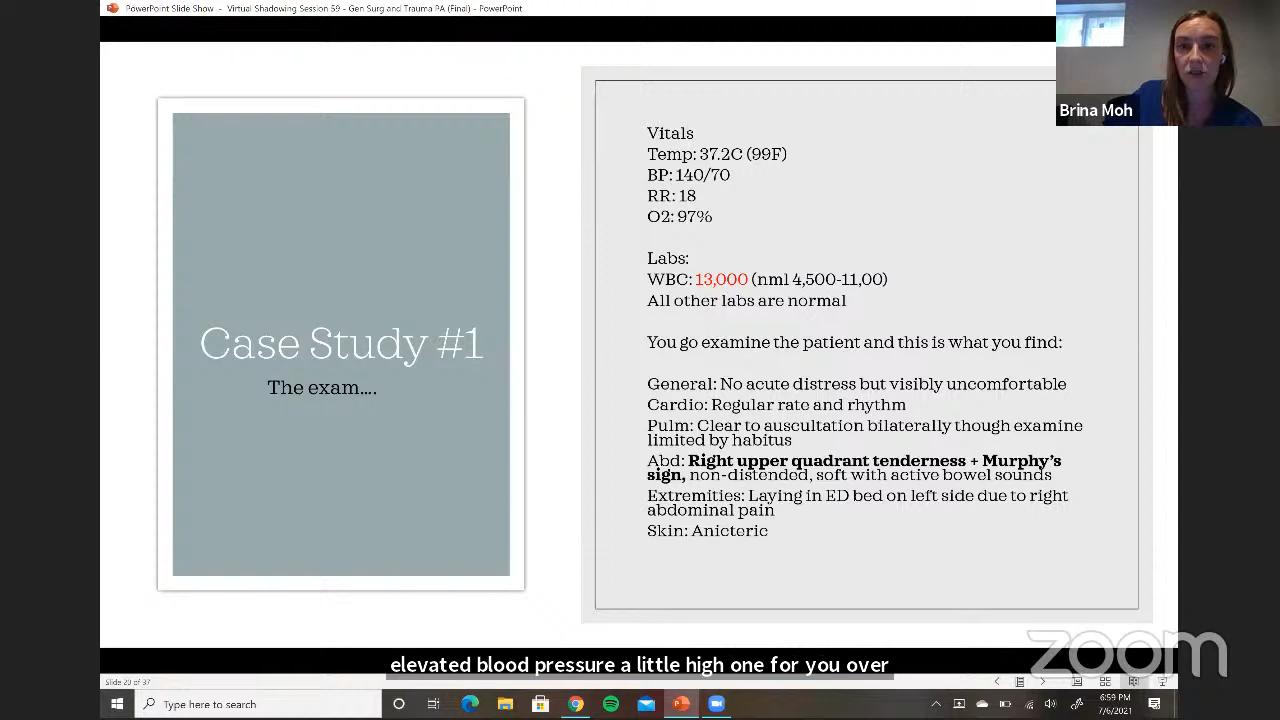 PowerPoint Slide Show - Virtual Shadowing Session 59 - Gen Surg and Trauma PA (Final) - PowerPoint
Brina Moh
Case Study #1
The exam….
Vitals
Temp: 37.2C (99F)
BP: 140/70
RR: 18
O2: 97%
Labs:
WBC: 13,000 (nml 4,500-11,00)
All other labs are normal
You go examine the patient and this is what you find:
General: No acute distress but visibly uncomfortable
Cardio: Regular rate and rhythm
Pulm: Clear to auscultation bilaterally though examine
limited by habitus
Abd: Right upper quadrant tenderness + Murphy's
sign, non-distended, soft with active bowel sounds
Extremities: Laying in ED bed on left side due to right
abdominal pain
Skin: Anicteric
zoom
elevated blood pressure a little high one for you over
Slide 20 of 37
Type here to search
6:59 PM
7/6/2021